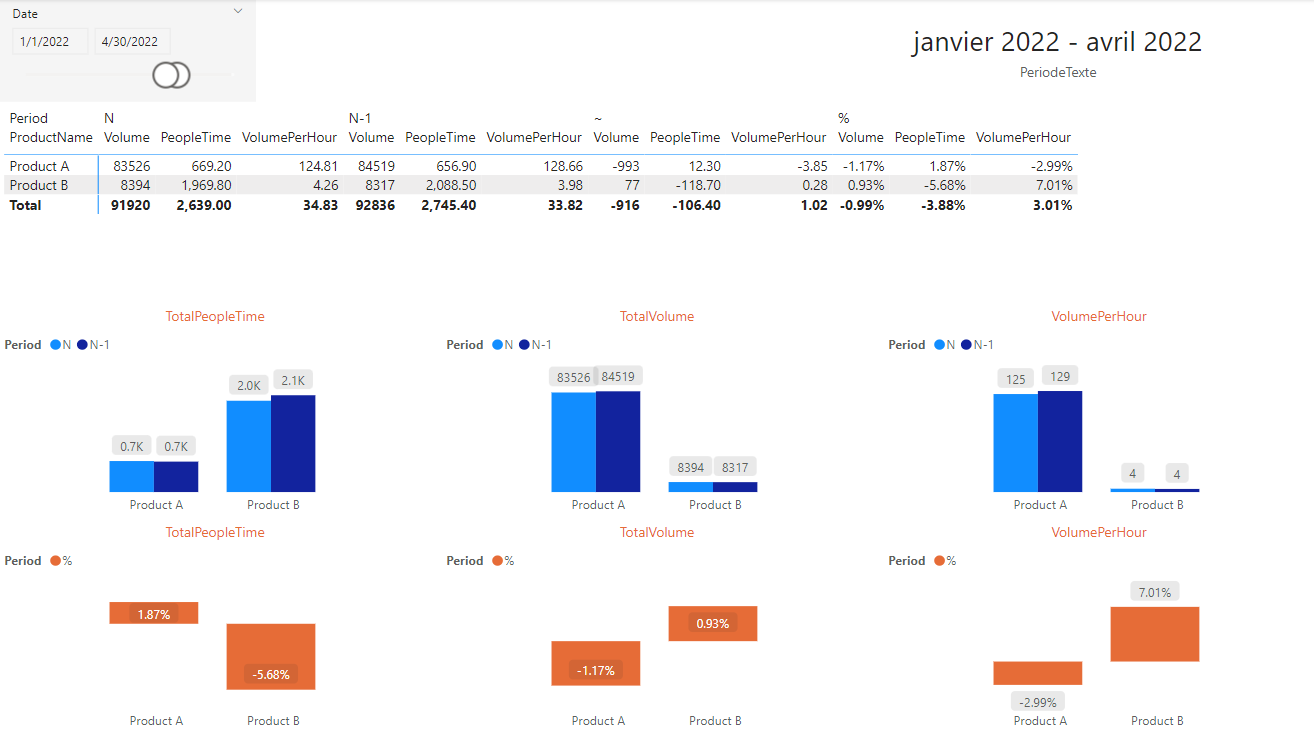 Date
1/1/2022 4/30/2022
janvier 2022 - avril 2022
PeriodeTexte
Period N N-1 ~ %
ProductName Volume PeopleTime VolumePerHour Volume PeopleTime VolumePerHour Volume PeopleTime VolumePerHour Volume PeopleTime VolumePerHour
Product A 83526 669.20 124.81 84519 656.90 128.66 -993 12.30 -3.85 -1.17% 1.87% -2.99%
Product B 8394 1,969.80 4.26 8317 2,088.50 3.98 77 -118.70 0.28 0.93% -5.68% 7.01%
Total 91920 2,639.00 34.83 92836 2,745.40 33.82 -916 -106.40 1.02 -0.99% -3.88% 3.01%
TotalPeopleTime
Period N N-1
0.7K 0.7K 2.0K 2.1K
Product A Product B
TotalVolume
Period N N-1
83526 84519 8394 8317
Product A Product B
VolumePerHour
Period N N-1
125 129 4 4
Product A Product B
TotalPeopleTime
Period %
1.87% -5.68%
Product A Product B
TotalVolume
Period %
-1.17% 0.93%
Product A Product B
VolumePerHour
Period %
-2.99% 7.01%
Product A Product B